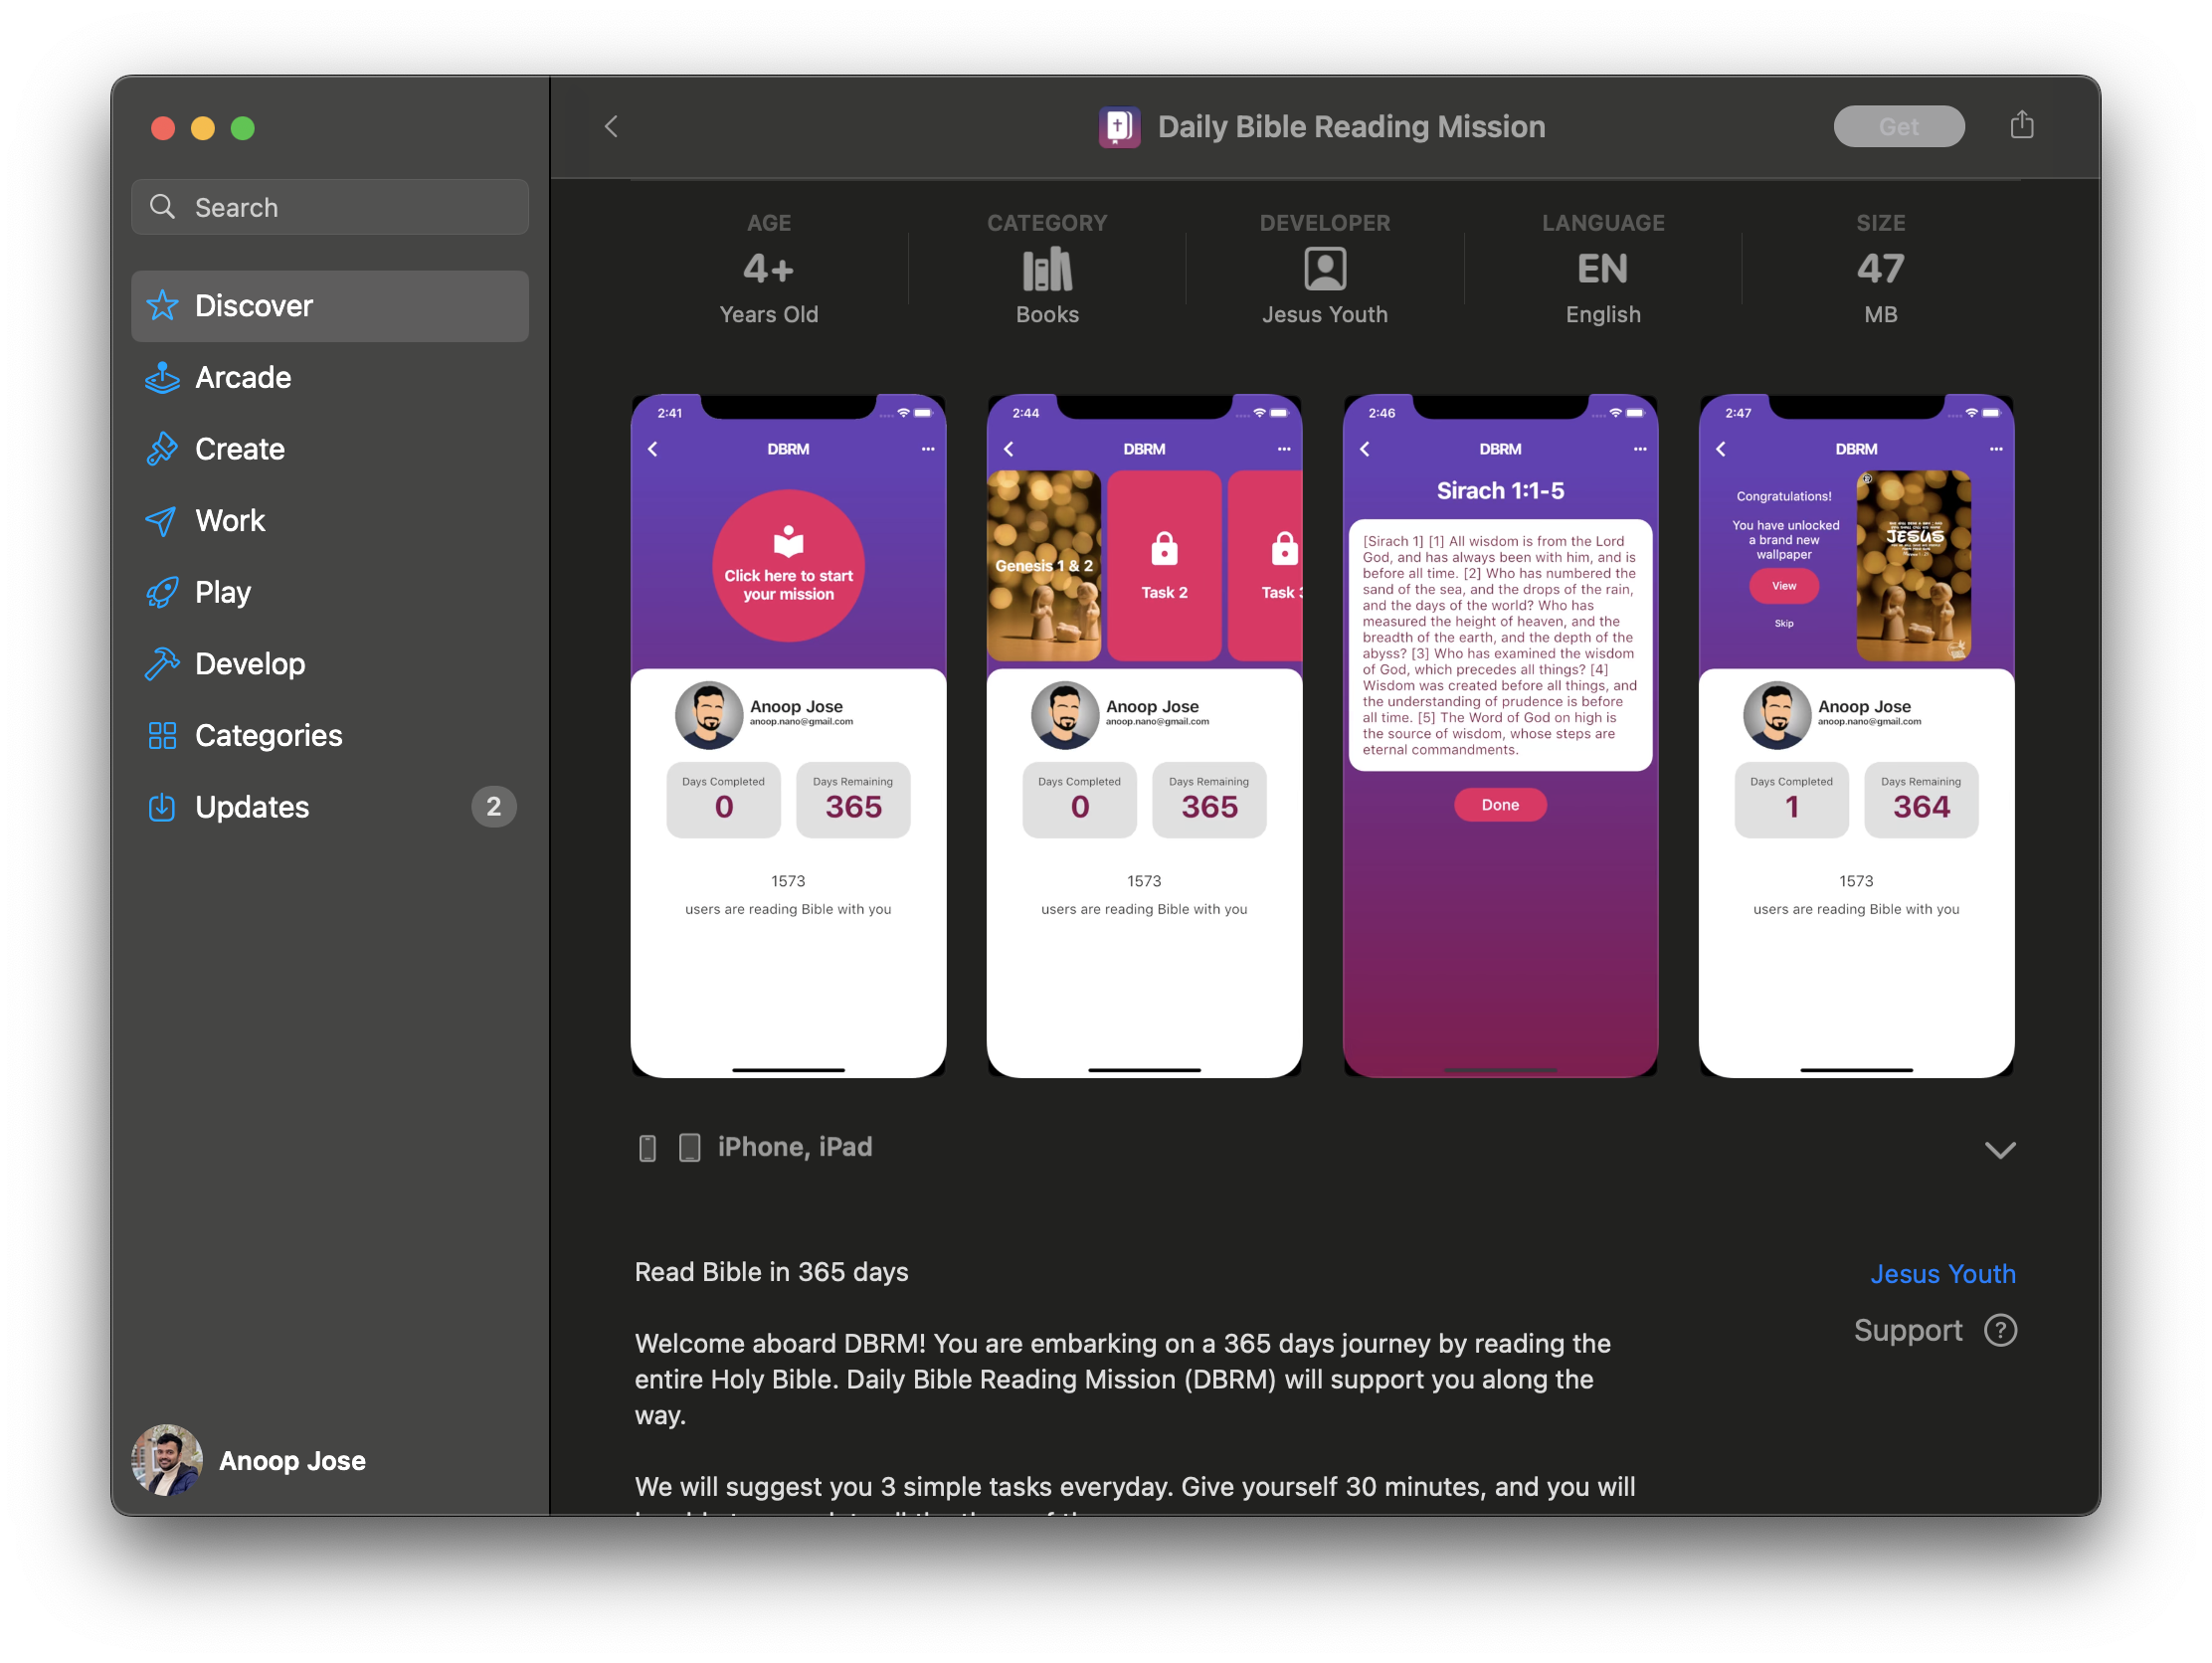 Daily Bible Reading Mission
Get
Search
Discover
Arcade
Create
Work
Play
Develop
Categories
Updates
2
Anoop Jose
AGE
4+
Years Old
CATEGORY
Books
DEVELOPER
Jesus Youth
LANGUAGE
EN
English
SIZE
47
MB
2:41
DBRM
Click here to start
your mission
Anoop Jose
anoop.nano@gmail.com
Days Completed
0
Days Remaining
365
1573
users are reading Bible with you
2:44
DBRM
Genesis 1 & 2
Task 2
Task 3
Anoop Jose
anoop.nano@gmail.com
Days Completed
0
Days Remaining
365
1573
users are reading Bible with you
2:46
DBRM
Sirach 1:1-5
[Sirach 1] [1] All wisdom is from the Lord
God, and has always been with him, and is
before all time. [2] Who has numbered the
sand of the sea, and the drops of the rain,
and the days of the world? Who has
measured the height of heaven, and the
breadth of the earth, and the depth of the
abyss? [3] Who has examined the wisdom
of God, which precedes all things? [4]
Wisdom was created before all things, and
the understanding of prudence is before
all time. [5] The Word of God on high is
the source of wisdom, whose steps are
eternal commandments.
Done
2:47
DBRM
Congratulations!
You have unlocked
a brand new
wallpaper
View
Skip
JESUS
Anoop Jose
anoop.nano@gmail.com
Days Completed
1
Days Remaining
364
1573
users are reading Bible with you
iPhone, iPad
Read Bible in 365 days
Jesus Youth
Support
Welcome aboard DBRM! You are embarking on a 365 days journey by reading the
entire Holy Bible. Daily Bible Reading Mission (DBRM) will support you along the
way.
We will suggest you 3 simple tasks everyday. Give yourself 30 minutes, and you will